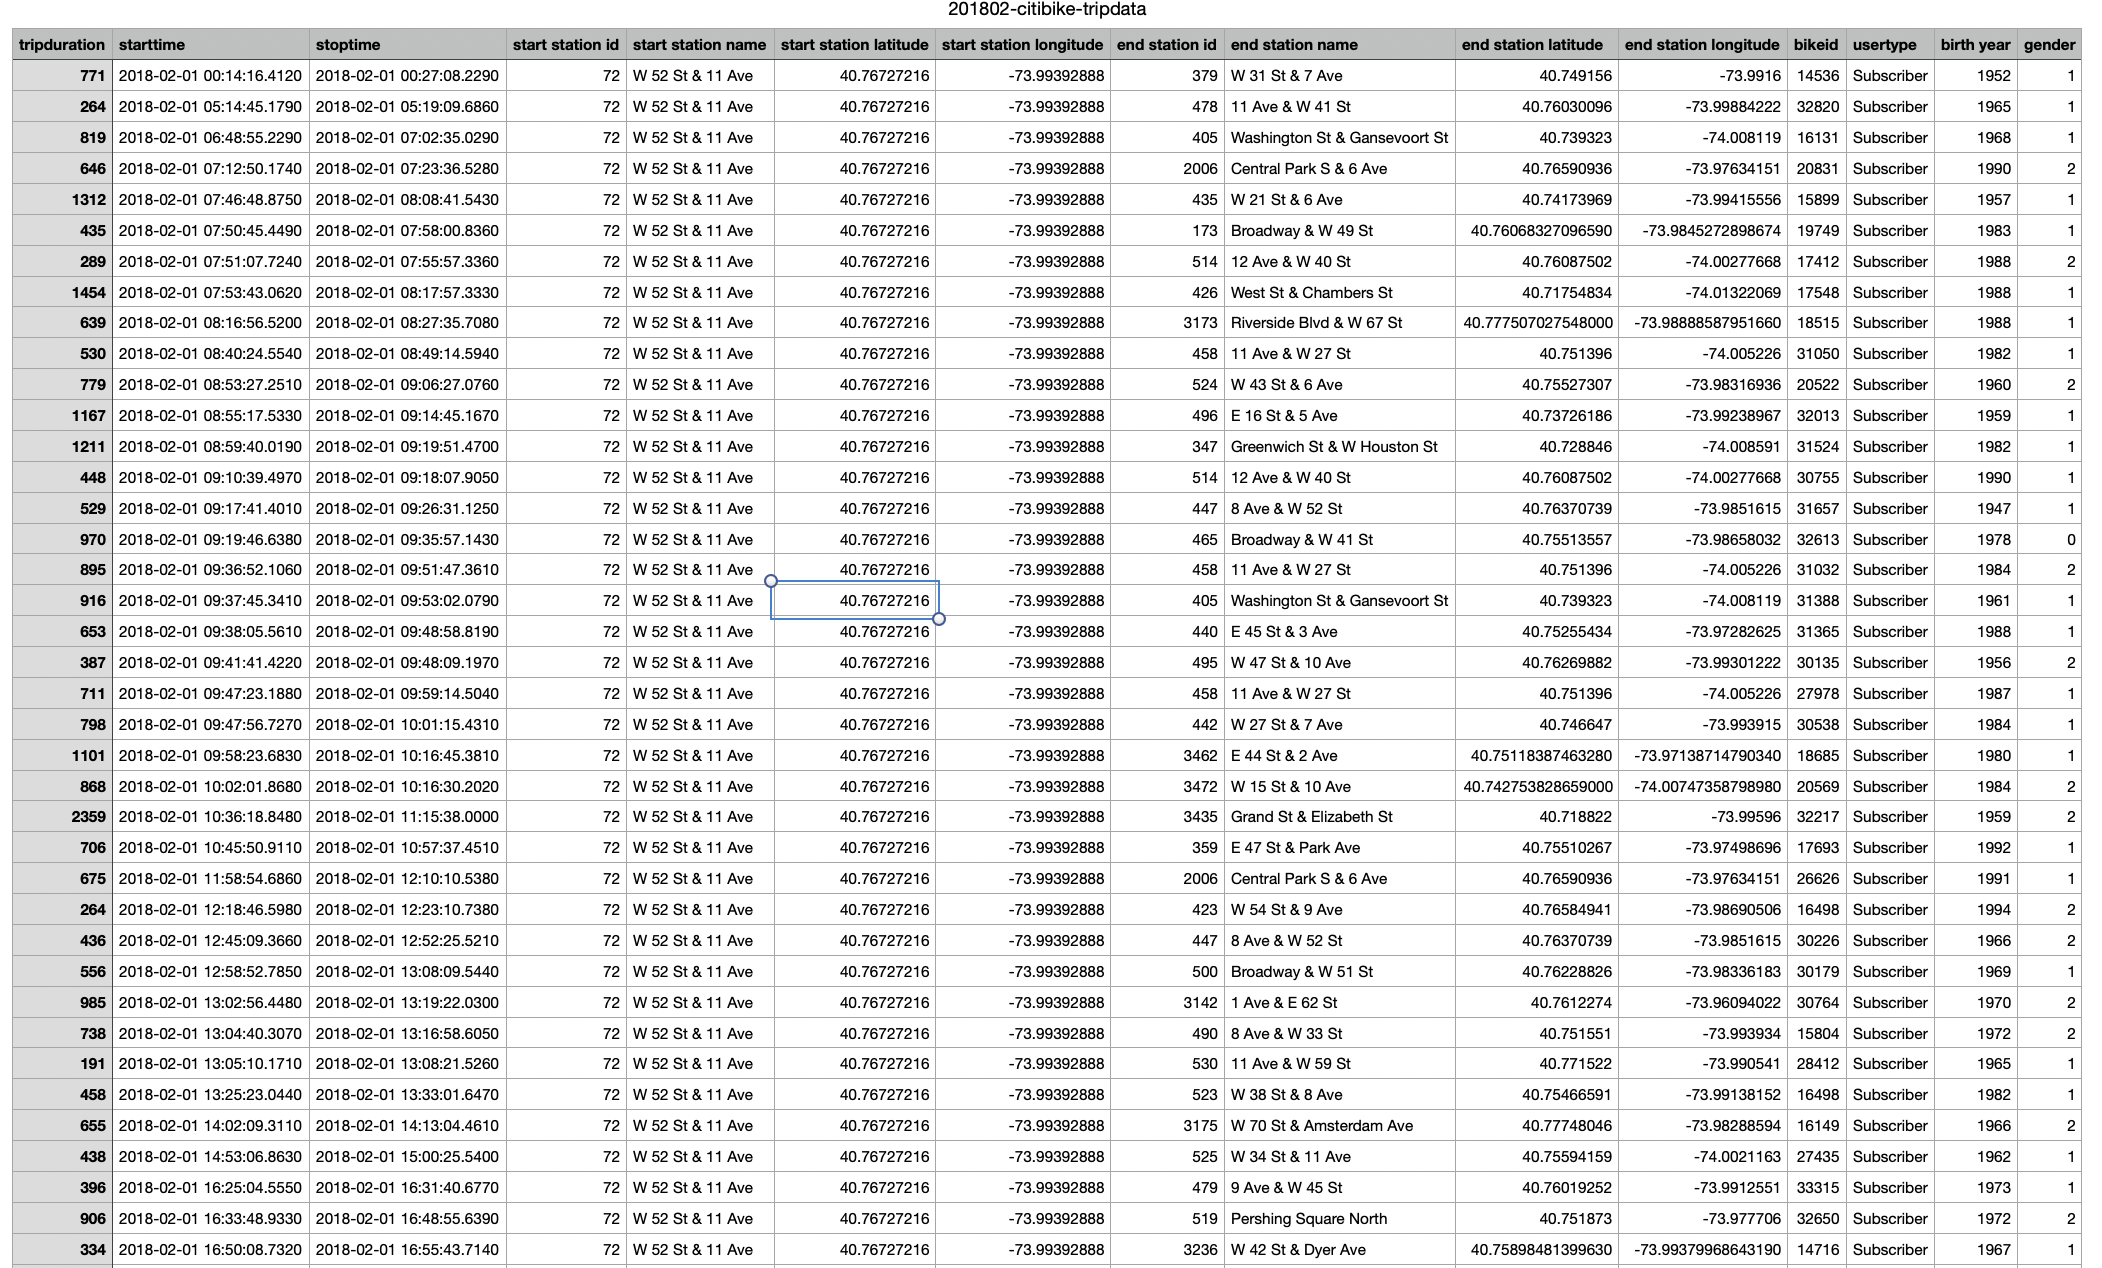 201802-citibike-tripdata
tripduration starttime stoptime start station id start station name start station latitude start station longitude end station id end station name end station latitude end station longitude bikeid usertype birth year gender
771 2018-02-01 00:14:16.4120 2018-02-01 00:27:08.2290 72 W 52 St & 11 Ave 40.76727216 -73.99392888 379 W 31 St & 7 Ave 40.749156 -73.9916 14536 Subscriber 1952 1
264 2018-02-01 05:14:45.1790 2018-02-01 05:19:09.6860 72 W 52 St & 11 Ave 40.76727216 -73.99392888 478 11 Ave & W 41 St 40.76030096 -73.99884222 32820 Subscriber 1965 1
819 2018-02-01 06:48:55.2290 2018-02-01 07:02:35.0290 72 W 52 St & 11 Ave 40.76727216 -73.99392888 405 Washington St & Gansevoort St 40.739323 -74.008119 16131 Subscriber 1968 1
646 2018-02-01 07:12:50.1740 2018-02-01 07:23:36.5280 72 W 52 St & 11 Ave 40.76727216 -73.99392888 2006 Central Park S & 6 Ave 40.76590936 -73.97634151 20831 Subscriber 1990 2
1312 2018-02-01 07:46:48.8750 2018-02-01 08:08:41.5430 72 W 52 St & 11 Ave 40.76727216 -73.99392888 435 W 21 St & 6 Ave 40.74173969 -73.99415556 15899 Subscriber 1957 1
435 2018-02-01 07:50:45.4490 2018-02-01 07:58:00.8360 72 W 52 St & 11 Ave 40.76727216 -73.99392888 173 Broadway & W 49 St 40.76068327096590 -73.9845272898674 19749 Subscriber 1983 1
289 2018-02-01 07:51:07.7240 2018-02-01 07:55:57.3360 72 W 52 St & 11 Ave 40.76727216 -73.99392888 514 12 Ave & W 40 St 40.76087502 -74.00277668 17412 Subscriber 1988 2
1454 2018-02-01 07:53:43.0620 2018-02-01 08:17:57.3330 72 W 52 St & 11 Ave 40.76727216 -73.99392888 426 West St & Chambers St 40.71754834 -74.01322069 17548 Subscriber 1988 1
639 2018-02-01 08:16:56.5200 2018-02-01 08:27:35.7080 72 W 52 St & 11 Ave 40.76727216 -73.99392888 3173 Riverside Blvd & W 67 St 40.777507027548000 -73.98888587951660 18515 Subscriber 1988 1
530 2018-02-01 08:40:24.5540 2018-02-01 08:49:14.5940 72 W 52 St & 11 Ave 40.76727216 -73.99392888 458 11 Ave & W 27 St 40.751396 -74.005226 31050 Subscriber 1982 1
779 2018-02-01 08:53:27.2510 2018-02-01 09:06:27.0760 72 W 52 St & 11 Ave 40.76727216 -73.99392888 524 W 43 St & 6 Ave 40.75527307 -73.98316936 20522 Subscriber 1960 2
1167 2018-02-01 08:55:17.5330 2018-02-01 09:14:45.1670 72 W 52 St & 11 Ave 40.76727216 -73.99392888 496 E 16 St & 5 Ave 40.73726186 -73.99238967 32013 Subscriber 1959 1
1211 2018-02-01 08:59:40.0190 2018-02-01 09:19:51.4700 72 W 52 St & 11 Ave 40.76727216 -73.99392888 347 Greenwich St & W Houston St 40.728846 -74.008591 31524 Subscriber 1982 1
448 2018-02-01 09:10:39.4970 2018-02-01 09:18:07.9050 72 W 52 St & 11 Ave 40.76727216 -73.99392888 514 12 Ave & W 40 St 40.76087502 -74.00277668 30755 Subscriber 1990 1
529 2018-02-01 09:17:41.4010 2018-02-01 09:26:31.1250 72 W 52 St & 11 Ave 40.76727216 -73.99392888 447 8 Ave & W 52 St 40.76370739 -73.9851615 31657 Subscriber 1947 1
970 2018-02-01 09:19:46.6380 2018-02-01 09:35:57.1430 72 W 52 St & 11 Ave 40.76727216 -73.99392888 465 Broadway & W 41 St 40.75513557 -73.98658032 32613 Subscriber 1978 0
895 2018-02-01 09:36:52.1060 2018-02-01 09:51:47.3610 72 W 52 St & 11 Ave 40.76727216 -73.99392888 458 11 Ave & W 27 St 40.751396 -74.005226 31032 Subscriber 1984 2
916 2018-02-01 09:37:45.3410 2018-02-01 09:53:02.0790 72 W 52 St & 11 Ave 40.76727216 -73.99392888 405 Washington St & Gansevoort St 40.739323 -74.008119 31388 Subscriber 1961 1
653 2018-02-01 09:38:05.5610 2018-02-01 09:48:58.8190 72 W 52 St & 11 Ave 40.76727216 -73.99392888 440 E 45 St & 3 Ave 40.75255434 -73.97282625 31365 Subscriber 1988 1
387 2018-02-01 09:41:41.4220 2018-02-01 09:48:09.1970 72 W 52 St & 11 Ave 40.76727216 -73.99392888 495 W 47 St & 10 Ave 40.76269882 -73.99301222 30135 Subscriber 1956 2
711 2018-02-01 09:47:23.1880 2018-02-01 09:59:14.5040 72 W 52 St & 11 Ave 40.76727216 -73.99392888 458 11 Ave & W 27 St 40.751396 -74.005226 27978 Subscriber 1987 1
798 2018-02-01 09:47:56.7270 2018-02-01 10:01:15.4310 72 W 52 St & 11 Ave 40.76727216 -73.99392888 442 W 27 St & 7 Ave 40.746647 -73.993915 30538 Subscriber 1984 1
1101 2018-02-01 09:58:23.6830 2018-02-01 10:16:45.3810 72 W 52 St & 11 Ave 40.76727216 -73.99392888 3462 E 44 St & 2 Ave 40.75118387463280 -73.97138714790340 18685 Subscriber 1980 1
868 2018-02-01 10:02:01.8680 2018-02-01 10:16:30.2020 72 W 52 St & 11 Ave 40.76727216 -73.99392888 3472 W 15 St & 10 Ave 40.742753828659000 -74.00747358798980 20569 Subscriber 1984 2
2359 2018-02-01 10:36:18.8480 2018-02-01 11:15:38.0000 72 W 52 St & 11 Ave 40.76727216 -73.99392888 3435 Grand St & Elizabeth St 40.718822 -73.99596 32217 Subscriber 1959 2
706 2018-02-01 10:45:50.9110 2018-02-01 10:57:37.4510 72 W 52 St & 11 Ave 40.76727216 -73.99392888 359 E 47 St & Park Ave 40.75510267 -73.97498696 17693 Subscriber 1992 1
675 2018-02-01 11:58:54.6860 2018-02-01 12:10:10.5380 72 W 52 St & 11 Ave 40.76727216 -73.99392888 2006 Central Park S & 6 Ave 40.76590936 -73.97634151 26626 Subscriber 1991 1
264 2018-02-01 12:18:46.5980 2018-02-01 12:23:10.7380 72 W 52 St & 11 Ave 40.76727216 -73.99392888 423 W 54 St & 9 Ave 40.76584941 -73.98690506 16498 Subscriber 1994 2
436 2018-02-01 12:45:09.3660 2018-02-01 12:52:25.5210 72 W 52 St & 11 Ave 40.76727216 -73.99392888 447 8 Ave & W 52 St 40.76370739 -73.9851615 30226 Subscriber 1966 2
556 2018-02-01 12:58:52.7850 2018-02-01 13:08:09.5440 72 W 52 St & 11 Ave 40.76727216 -73.99392888 500 Broadway & W 51 St 40.76228826 -73.98336183 30179 Subscriber 1969 1
985 2018-02-01 13:02:56.4480 2018-02-01 13:19:22.0300 72 W 52 St & 11 Ave 40.76727216 -73.99392888 3142 1 Ave & E 62 St 40.7612274 -73.96094022 30764 Subscriber 1970 2
738 2018-02-01 13:04:40.3070 2018-02-01 13:16:58.6050 72 W 52 St & 11 Ave 40.76727216 -73.99392888 490 8 Ave & W 33 St 40.751551 -73.993934 15804 Subscriber 1972 2
191 2018-02-01 13:05:10.1710 2018-02-01 13:08:21.5260 72 W 52 St & 11 Ave 40.76727216 -73.99392888 530 11 Ave & W 59 St 40.771522 -73.990541 28412 Subscriber 1965 1
458 2018-02-01 13:25:23.0440 2018-02-01 13:33:01.6470 72 W 52 St & 11 Ave 40.76727216 -73.99392888 523 W 38 St & 8 Ave 40.75466591 -73.99138152 16498 Subscriber 1982 1
655 2018-02-01 14:02:09.3110 2018-02-01 14:13:04.4610 72 W 52 St & 11 Ave 40.76727216 -73.99392888 3175 W 70 St & Amsterdam Ave 40.77748046 -73.98288594 16149 Subscriber 1966 2
438 2018-02-01 14:53:06.8630 2018-02-01 15:00:25.5400 72 W 52 St & 11 Ave 40.76727216 -73.99392888 525 W 34 St & 11 Ave 40.75594159 -74.0021163 27435 Subscriber 1962 1
396 2018-02-01 16:25:04.5550 2018-02-01 16:31:40.6770 72 W 52 St & 11 Ave 40.76727216 -73.99392888 479 9 Ave & W 45 St 40.76019252 -73.9912551 33315 Subscriber 1973 1
906 2018-02-01 16:33:48.9330 2018-02-01 16:48:55.6390 72 W 52 St & 11 Ave 40.76727216 -73.99392888 519 Pershing Square North 40.751873 -73.977706 32650 Subscriber 1972 2
334 2018-02-01 16:50:08.7320 2018-02-01 16:55:43.7140 72 W 52 St & 11 Ave 40.76727216 -73.99392888 3236 W 42 St & Dyer Ave 40.75898481399630 -73.99379968643190 14716 Subscriber 1967 1